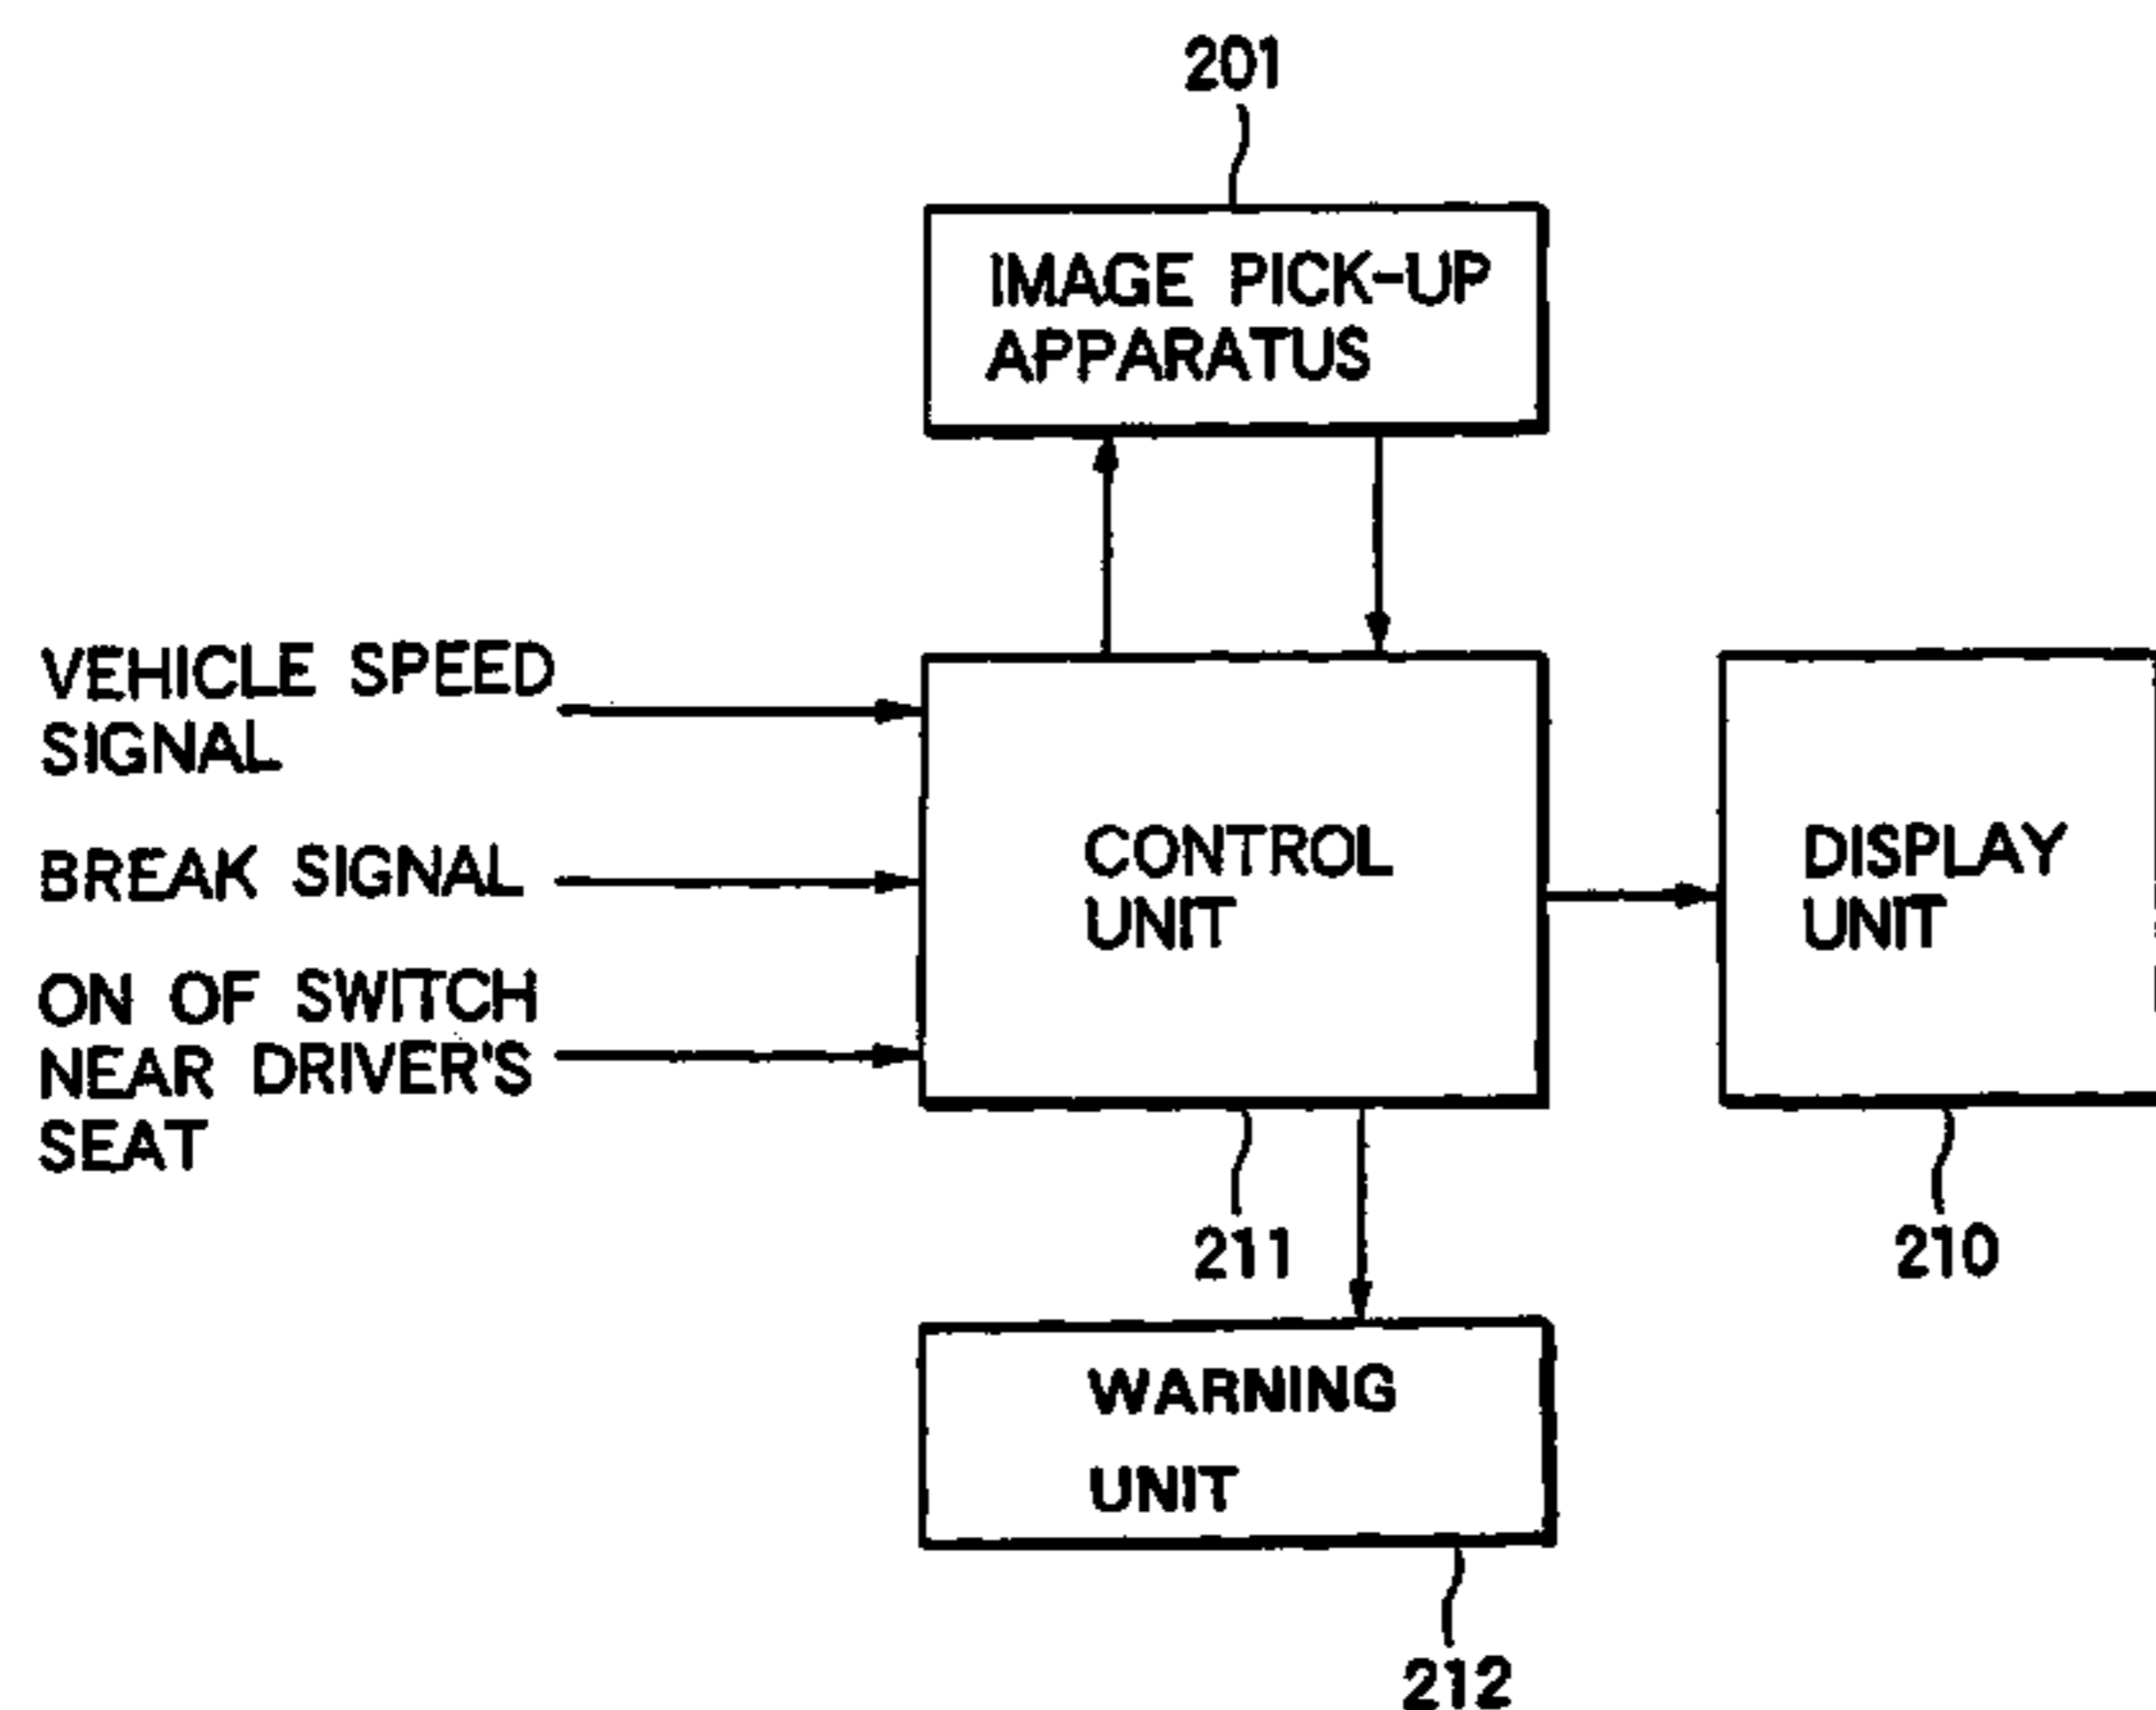 201
IMAGE PICK-UP
APPARATUS
VEHICLE SPEED
SIGNAL
BREAK SIGNAL
ON OF SWITCH
NEAR DRIVER'S
SEAT
CONTROL
UNIT
DISPLAY
UNIT
211
210
WARNING
UNIT
212